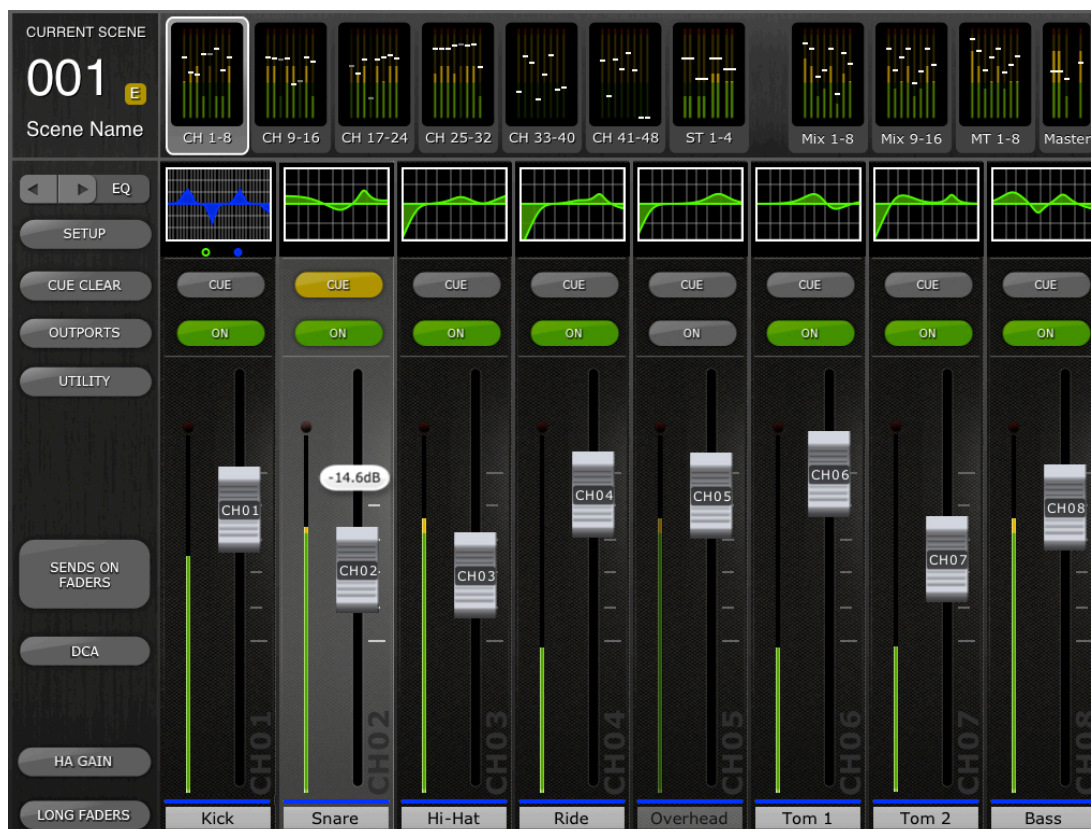 CURRENT SCENE
001
E
Scene Name
CH 1-8
CH 9-16
CH 17-24
CH 25-32
CH 33-40
CH 41-48
ST 1-4
Mix 1-8
Mix 9-16
MT 1-8
Master
EQ
SETUP
CUE CLEAR
OUTPORTS
UTILITY
SENDS ON
FADERS
DCA
HA GAIN
LONG FADERS
CUE
CUE
CUE
CUE
CUE
CUE
CUE
CUE
ON
ON
ON
ON
ON
ON
ON
ON
-14.6dB
CH01
CH02
CH03
CH04
CH05
CH06
CH07
CH08
CH01
CH02
CH03
CH04
CH05
CH06
CH07
CH08
Kick
Snare
Hi-Hat
Ride
Overhead
Tom 1
Tom 2
Bass